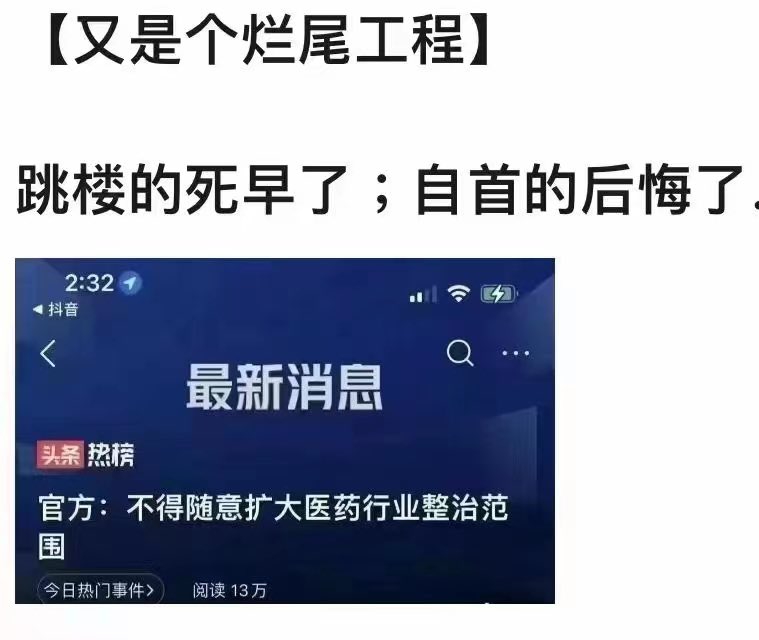 【又是个烂尾工程】
跳楼的死早了；自首的后悔了.
2:32
◀ 抖音
最新消息
头条热榜
官方：不得随意扩大医药行业整治范
围
今日热门事件> 阅读 13万